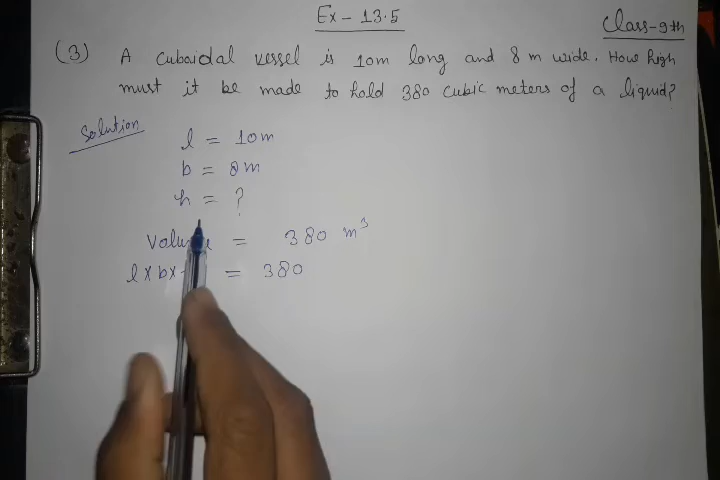 Ex - 13.5
Class-9th
(3) A cuboidal vessel is 10m long and 8 m wide. How high
must it be made to hold 380 cubic meters of a liquid?
Solution
l = 10m
b = 8m
h = ?
= 380 m³
l x b x = 380